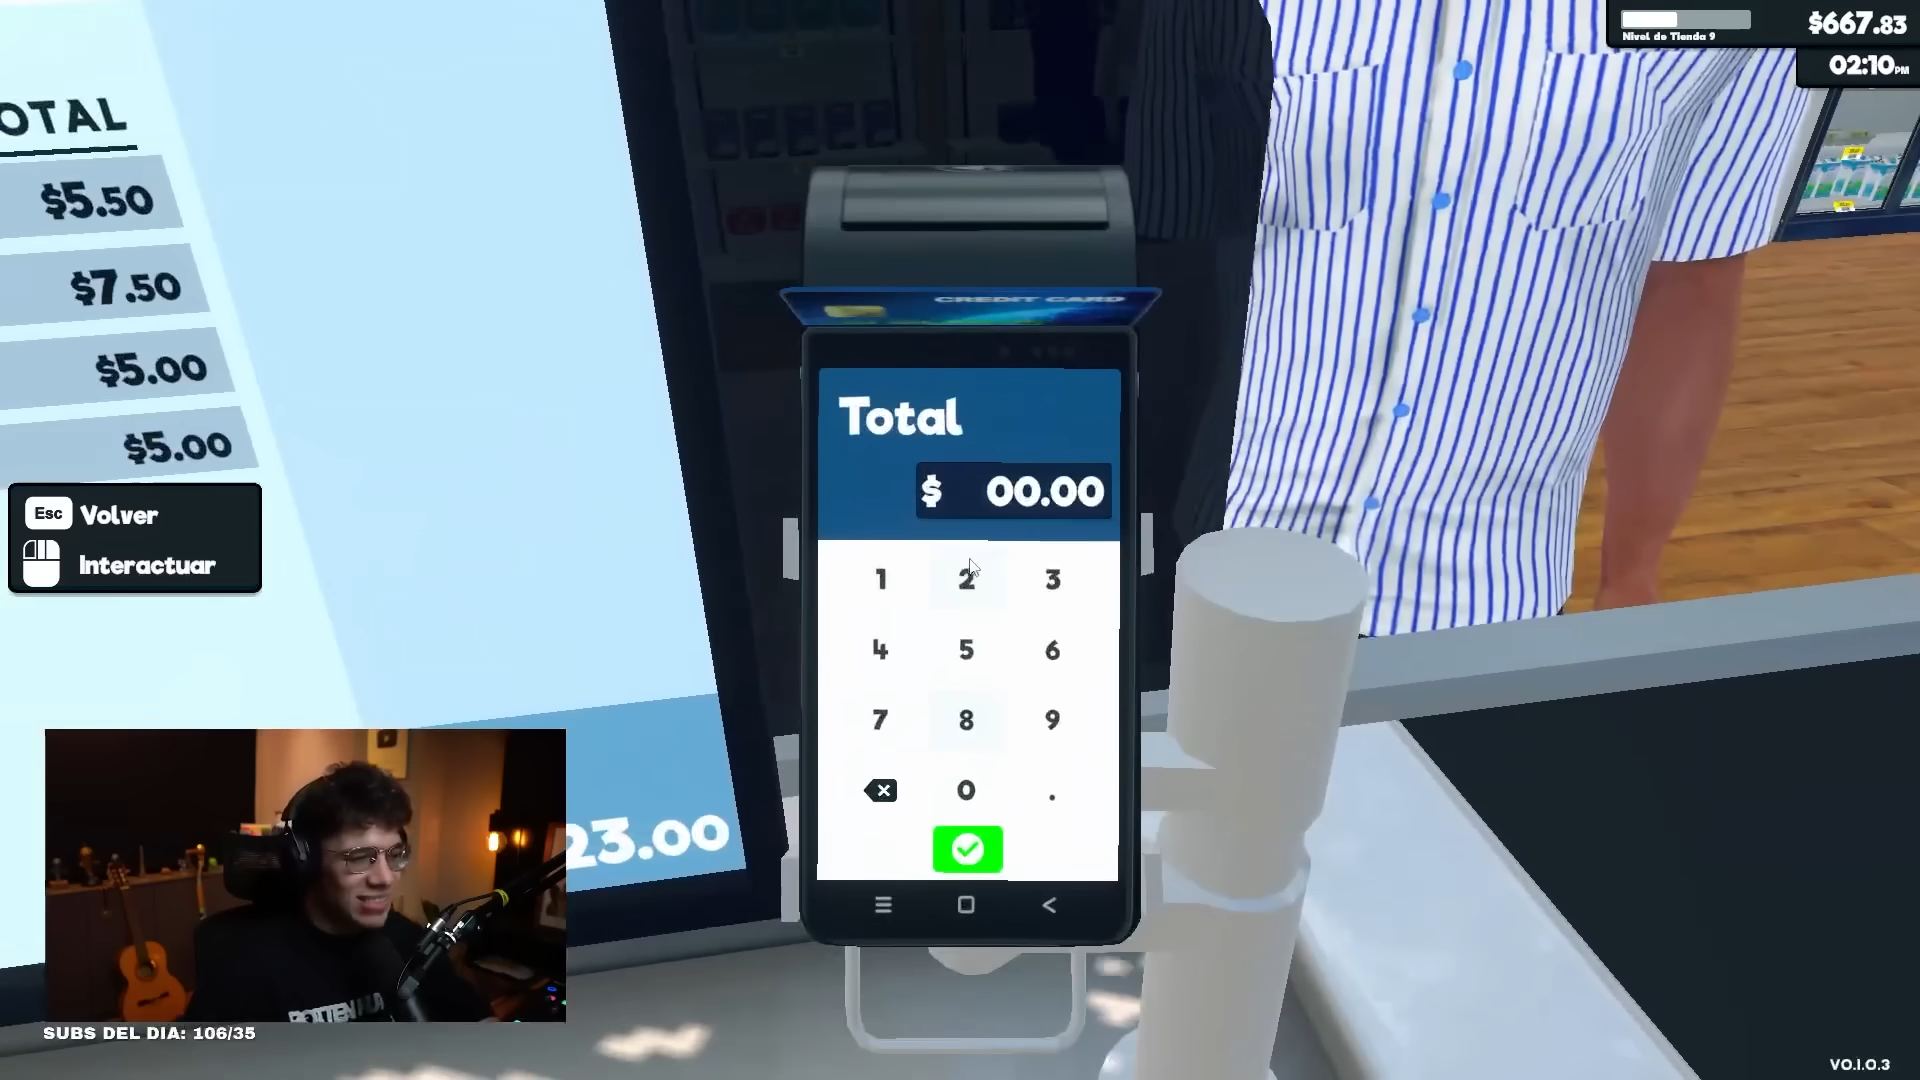 OTAL
$5.50
$7.50
$5.00
$5.00
Esc Volver
Interactuar
23.00
SUBS DEL DIA: 106/35
CREDIT CARD
Total
$ 00.00
1 2 3
4 5 6
7 8 9
0 .
Nivel de Tienda 9
$667.83
02:10PM
V0.1.0.3